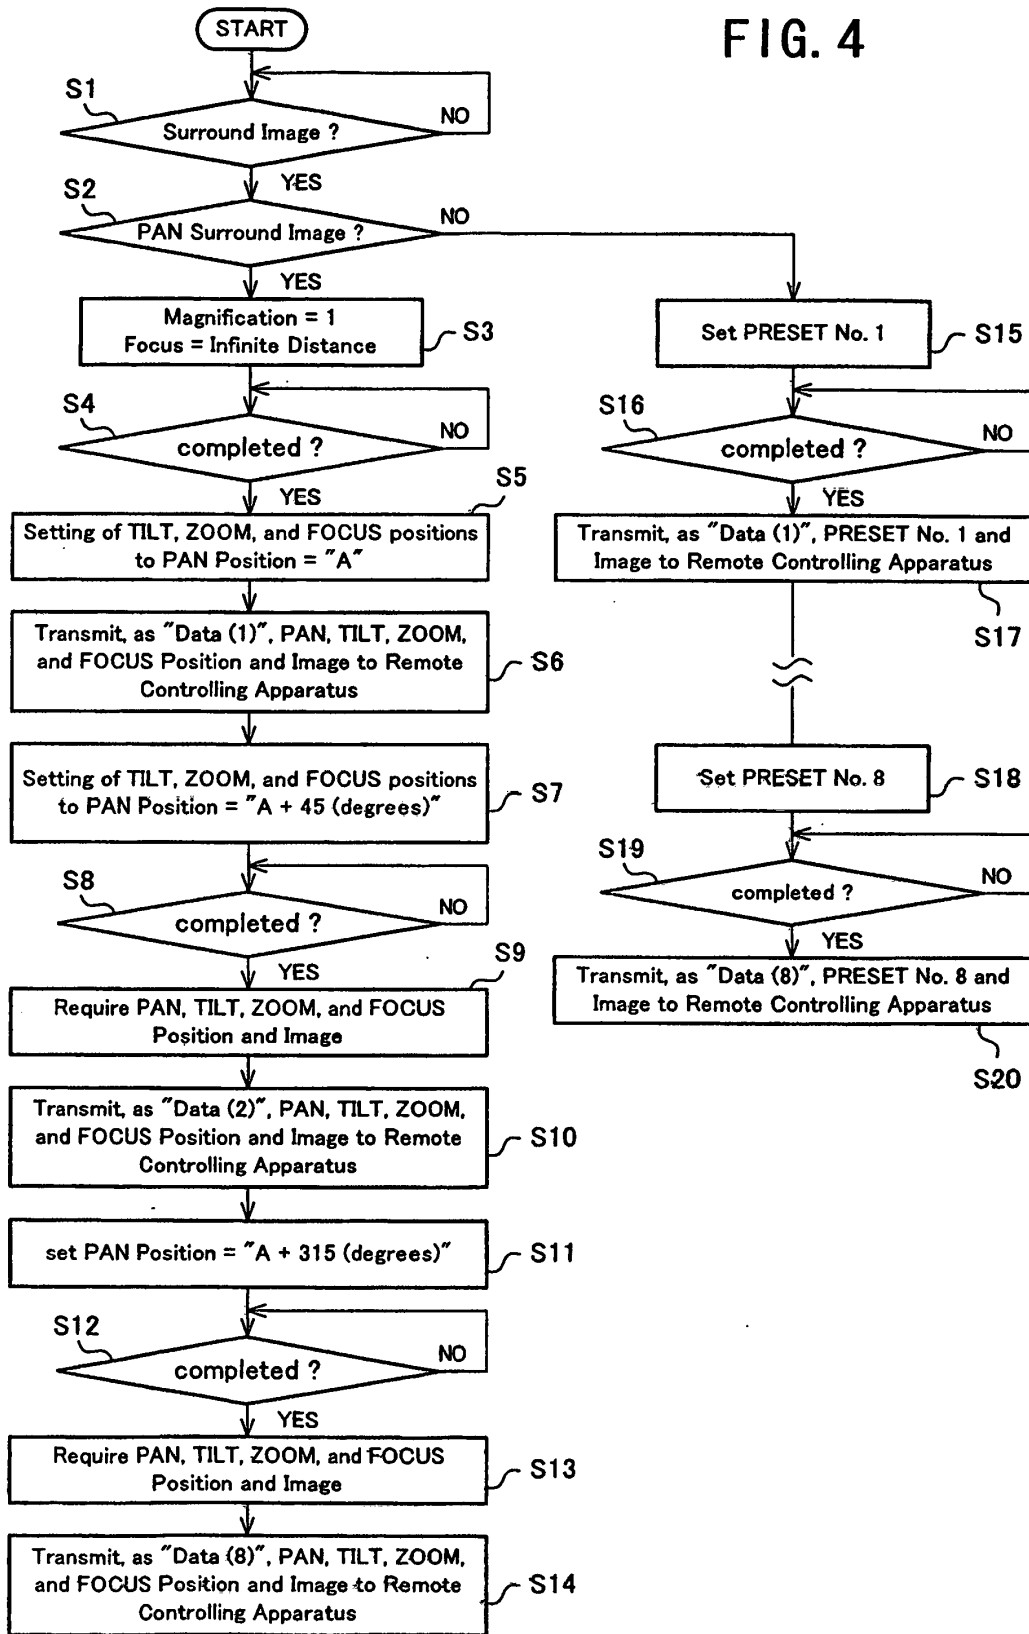 FIG. 4
START
S1
Surround Image ?
NO
YES
S2
PAN Surround Image ?
NO
YES
Magnification = 1
Focus = Infinite Distance
S3
S4
completed ?
NO
YES
S5
Setting of TILT, ZOOM, and FOCUS positions
to PAN Position = "A"
Transmit, as "Data (1)", PAN, TILT, ZOOM,
and FOCUS Position and Image to Remote
Controlling Apparatus
S6
Setting of TILT, ZOOM, and FOCUS positions
to PAN Position = "A + 45 (degrees)"
S7
S8
completed ?
NO
YES
S9
Require PAN, TILT, ZOOM, and FOCUS
Position and Image
Transmit, as "Data (2)", PAN, TILT, ZOOM,
and FOCUS Position and Image to Remote
Controlling Apparatus
S10
set PAN Position = "A + 315 (degrees)"
S11
S12
completed ?
NO
YES
Require PAN, TILT, ZOOM, and FOCUS
Position and Image
S13
Transmit, as "Data (8)", PAN, TILT, ZOOM,
and FOCUS Position and Image to Remote
Controlling Apparatus
S14
Set PRESET No. 1
S15
S16
completed ?
NO
YES
Transmit, as "Data (1)", PRESET No. 1 and
Image to Remote Controlling Apparatus
S17
Set PRESET No. 8
S18
S19
completed ?
NO
YES
Transmit, as "Data (8)", PRESET No. 8 and
Image to Remote Controlling Apparatus
S20